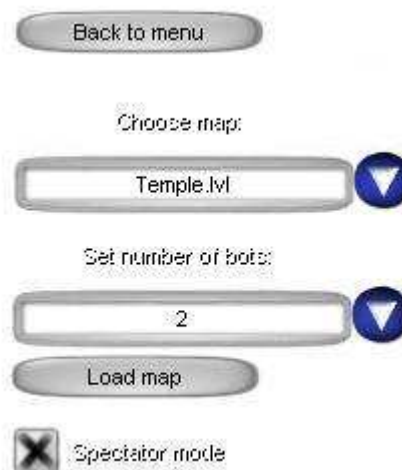 Back to menu
Choose map:
Temple.lvl
Set number of bots:
2
Load map
Spectator mode